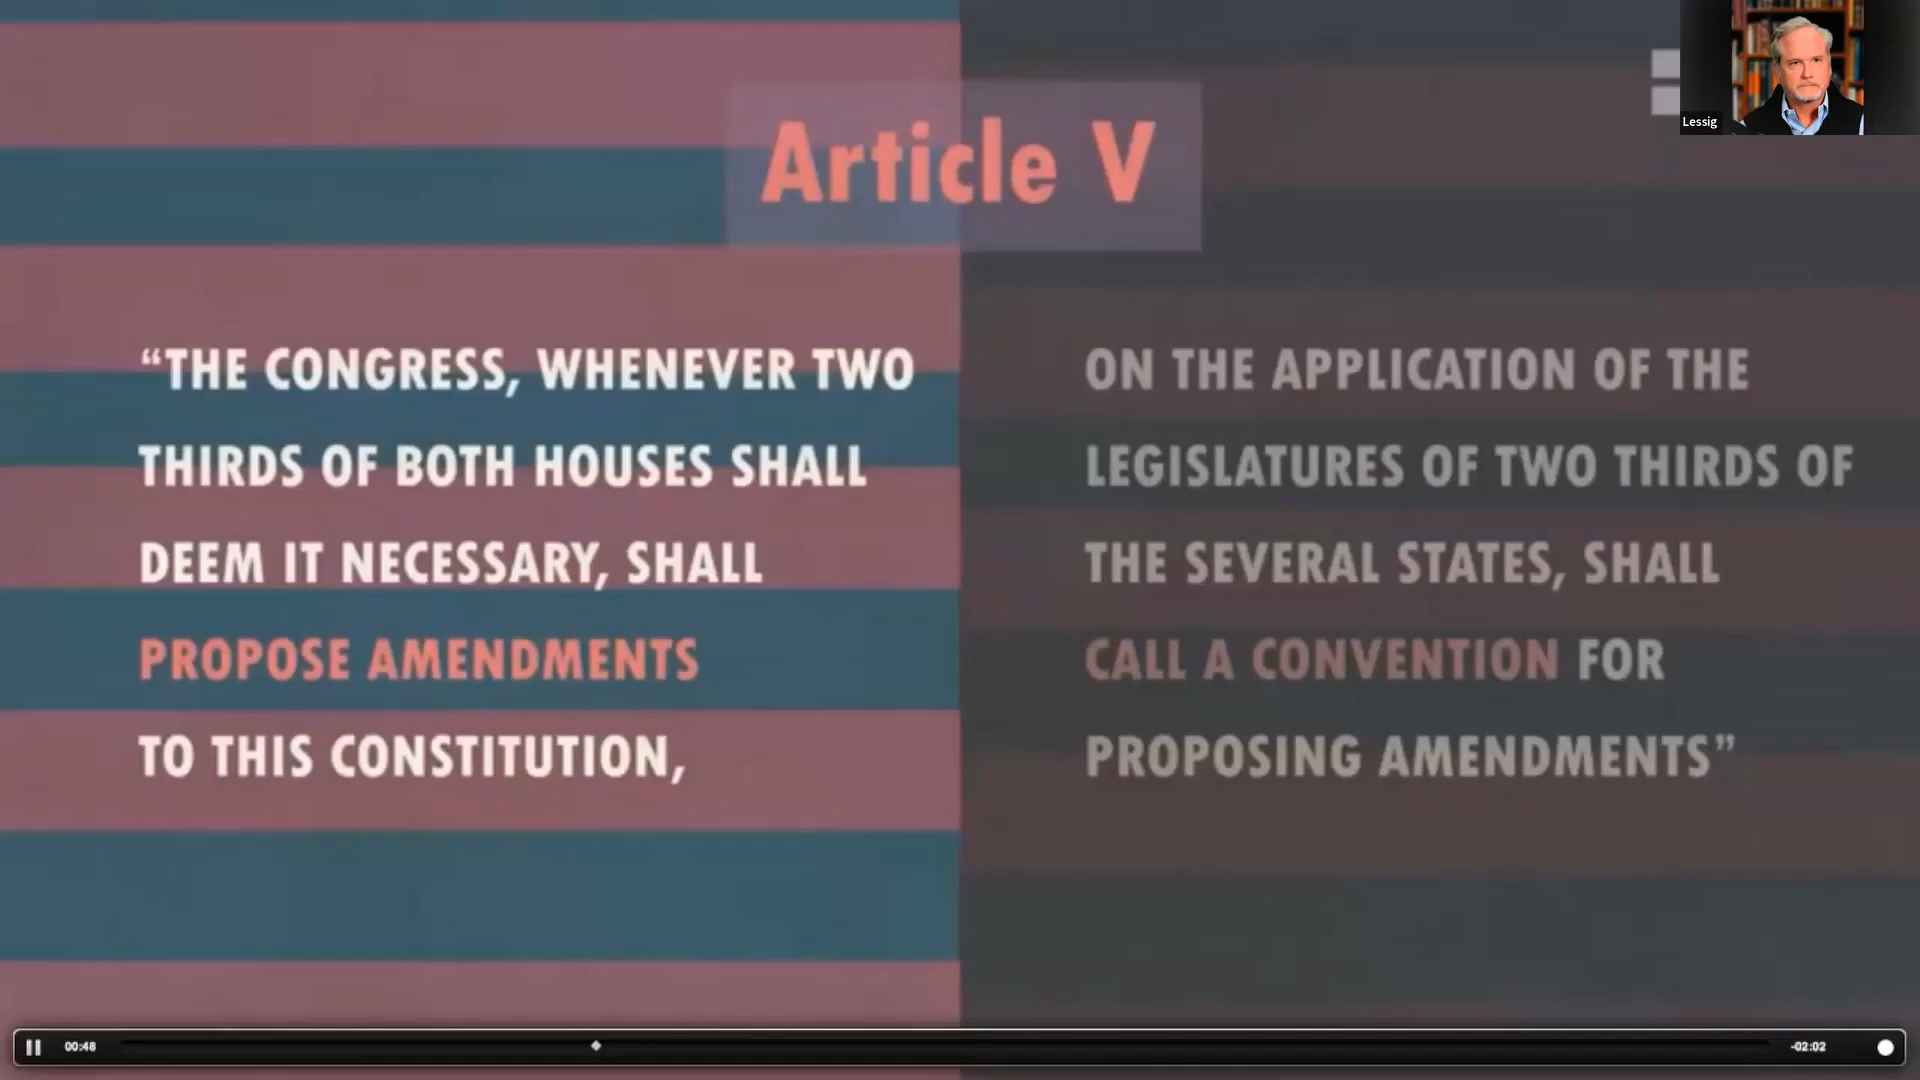 Lessig
Article V
“THE CONGRESS, WHENEVER TWO
THIRDS OF BOTH HOUSES SHALL
DEEM IT NECESSARY, SHALL
PROPOSE AMENDMENTS
TO THIS CONSTITUTION,
ON THE APPLICATION OF THE
LEGISLATURES OF TWO THIRDS OF
THE SEVERAL STATES, SHALL
CALL A CONVENTION FOR
PROPOSING AMENDMENTS”
00:48
-02:02